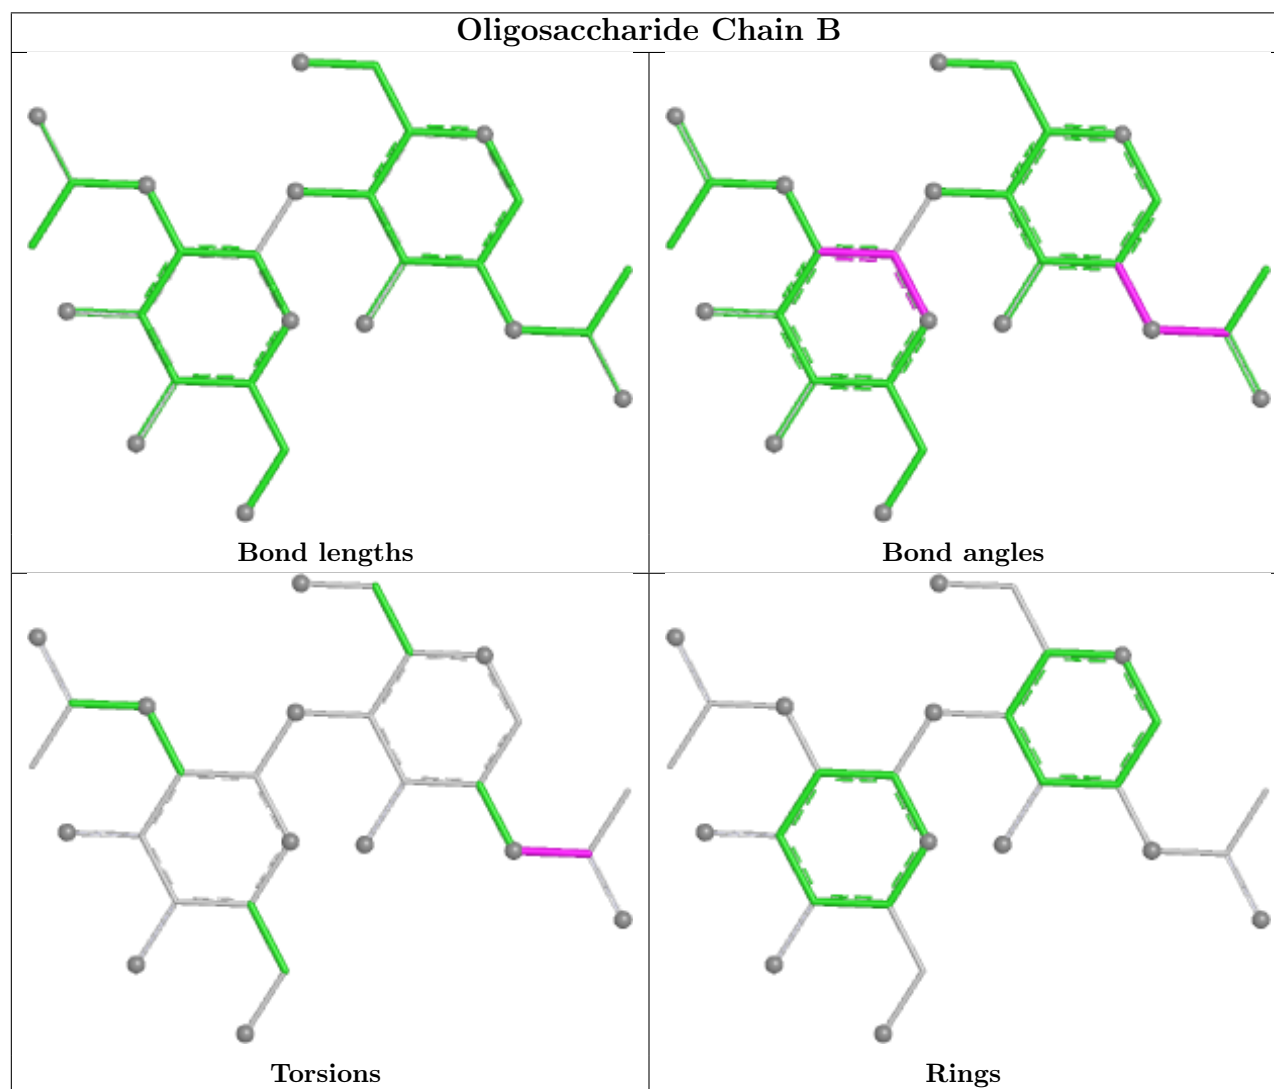 Oligosaccharide Chain B
Bond lengths
Bond angles
Torsions
Rings